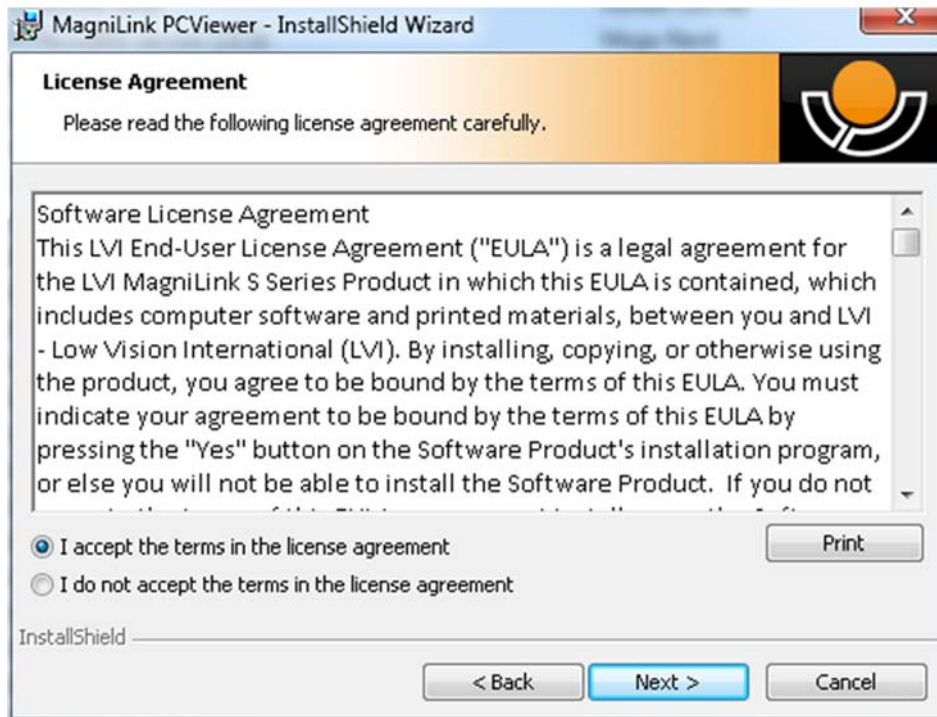 MagniLink PCViewer - InstallShield Wizard
License Agreement
Please read the following license agreement carefully.
Software License Agreement
This LVI End-User License Agreement ("EULA") is a legal agreement for
the LVI MagniLink S Series Product in which this EULA is contained, which
includes computer software and printed materials, between you and LVI
- Low Vision International (LVI). By installing, copying, or otherwise using
the product, you agree to be bound by the terms of this EULA. You must
indicate your agreement to be bound by the terms of this EULA by
pressing the "Yes" button on the Software Product's installation program,
or else you will not be able to install the Software Product. If you do not
I accept the terms in the license agreement
Print
I do not accept the terms in the license agreement
InstallShield
< Back
Next >
Cancel